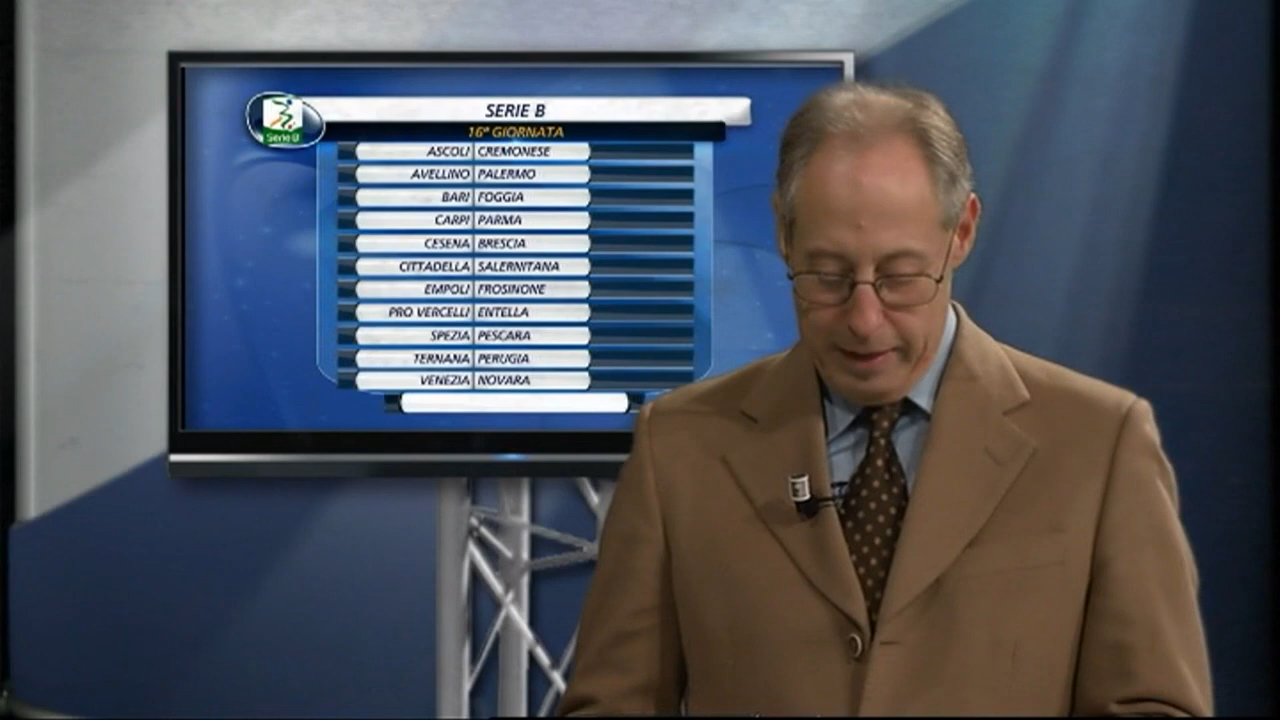 SERIE B
Serie B
16ª GIORNATA
ASCOLI CREMONESE
AVELLINO PALERMO
BARI FOGGIA
CARPI PARMA
CESENA BRESCIA
CITTADELLA SALERNITANA
EMPOLI FROSINONE
PRO VERCELLI ENTELLA
SPEZIA PESCARA
TERNANA PERUGIA
VENEZIA NOVARA